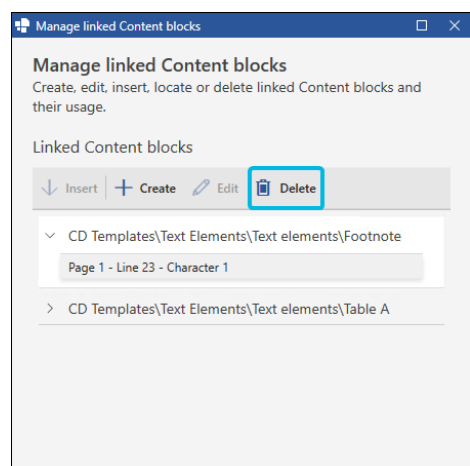 Manage linked Content blocks
Manage linked Content blocks
Create, edit, insert, locate or delete linked Content blocks and
their usage.
Linked Content blocks
Insert Create Edit Delete
CD Templates\Text Elements\Text elements\Footnote
Page 1 - Line 23 - Character 1
CD Templates\Text Elements\Text elements\Table A